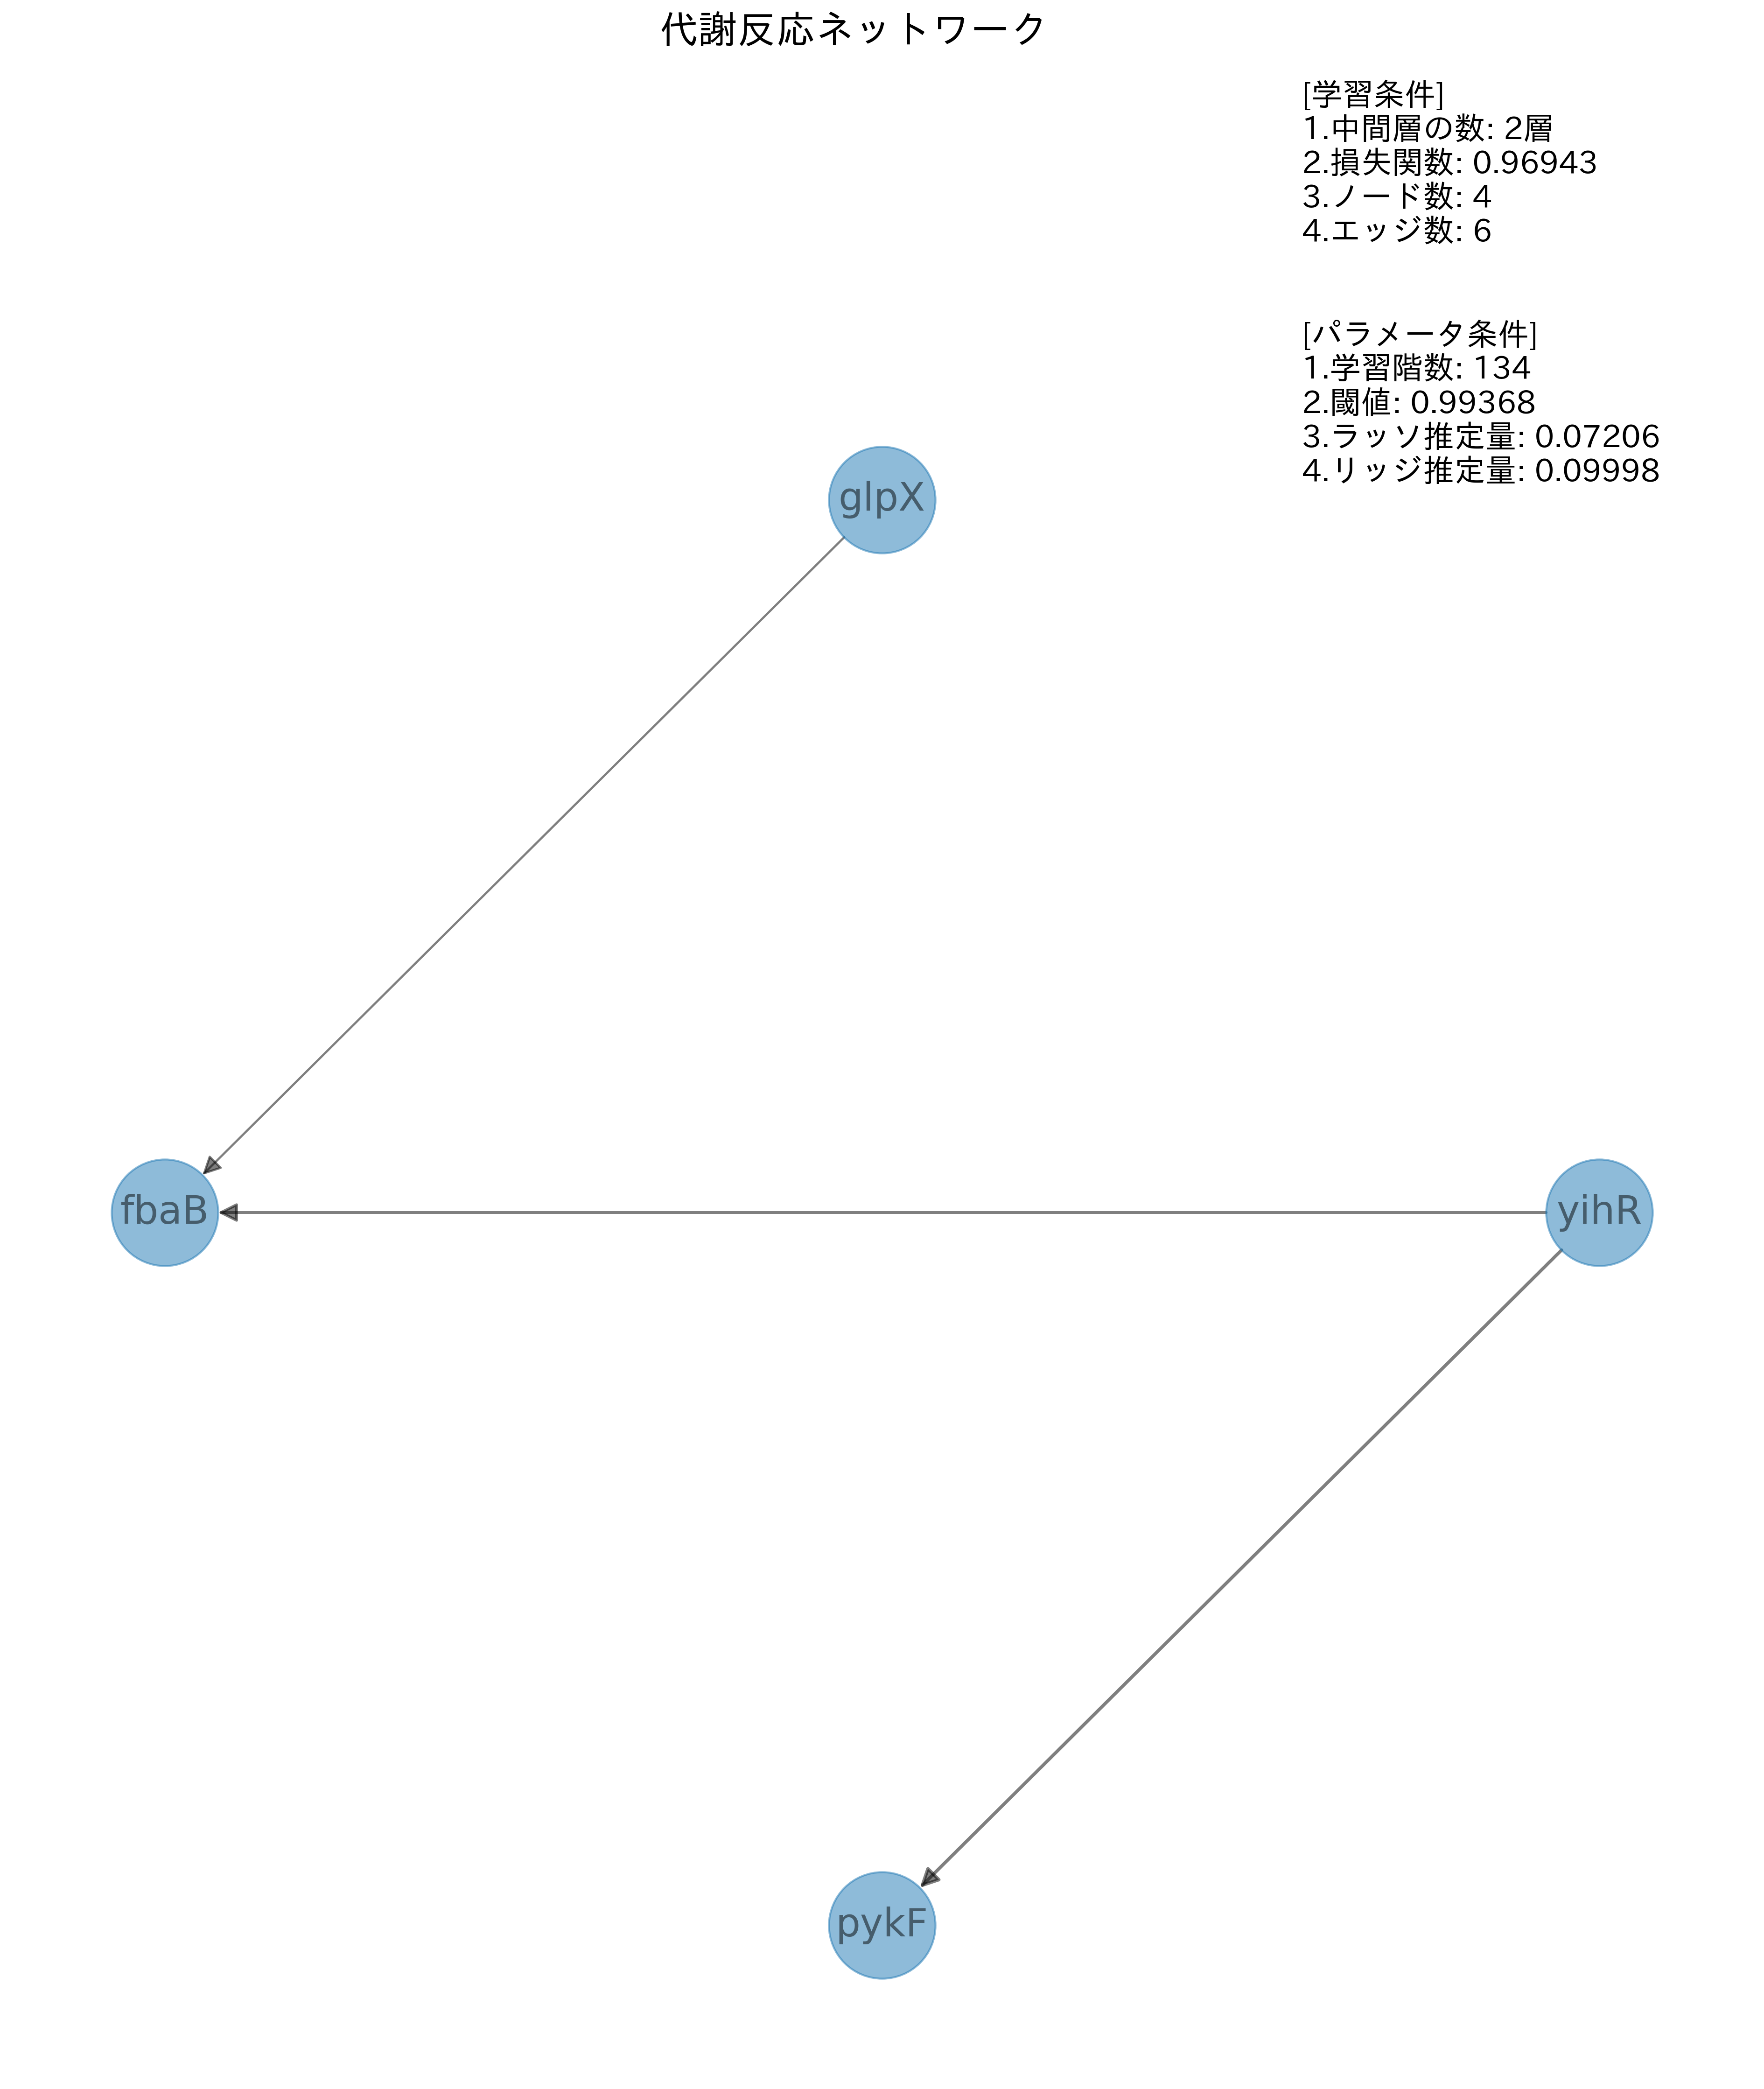 代謝反応ネットワーク
[学習条件]
1.中間層の数: 2層
2.損失関数: 0.96943
3.ノード数: 4
4.エッジ数: 6
[パラメータ条件]
1.学習階数: 134
2.閾値: 0.99368
3.ラッソ推定量: 0.07206
4.リッジ推定量: 0.09998
glpX
fbaB
yihR
pykF